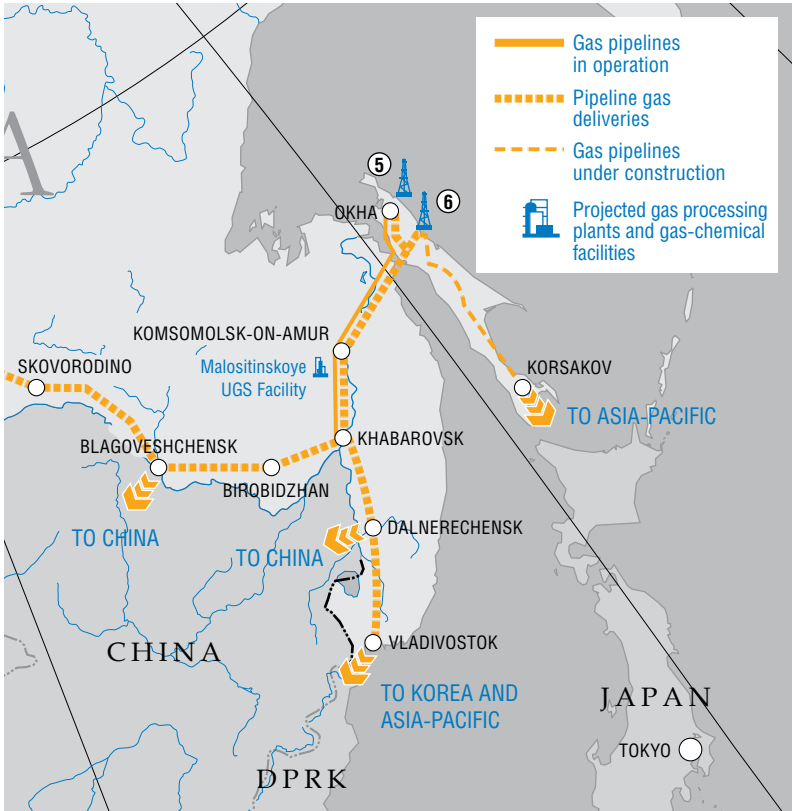 Gas pipelines
in operation
Pipeline gas
deliveries
Gas pipelines
under construction
Projected gas processing
plants and gas-chemical
facilities
A
5
6
OKHA
KOMSOMOLSK-ON-AMUR
Malositinskoye
UGS Facility
SKOVORODINO
KORSAKOV
TO ASIA-PACIFIC
BLAGOVESHCHENSK
KHABAROVSK
BIROBIDZHAN
TO CHINA
DALNERECHENSK
TO CHINA
VLADIVOSTOK
CHINA
TO KOREA AND
ASIA-PACIFIC
JAPAN
TOKYO
DPRK